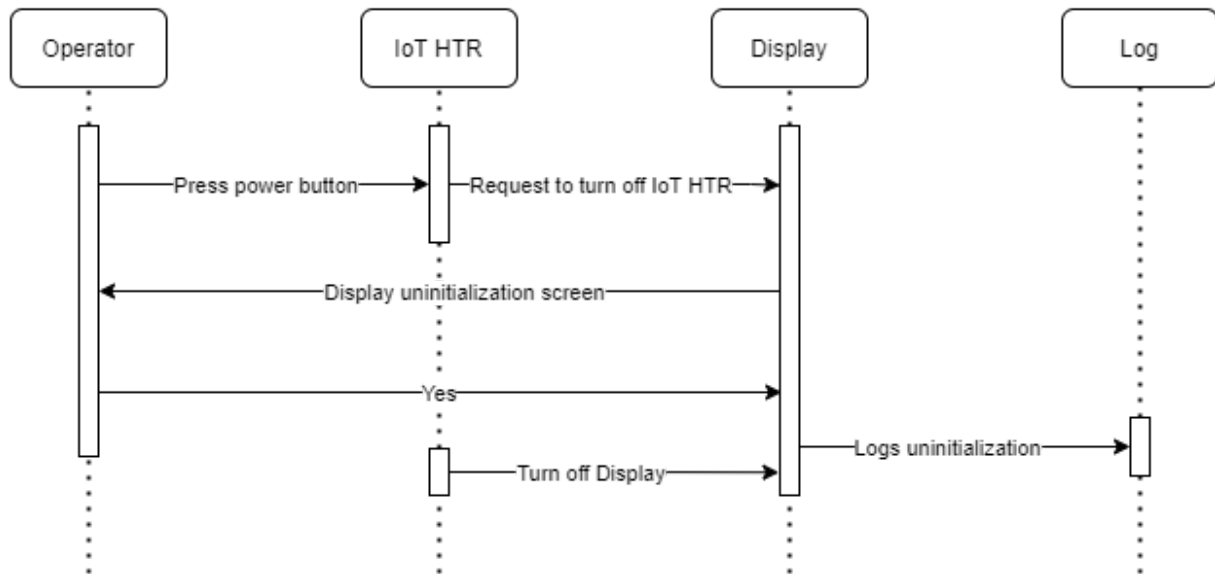 Operator
IoT HTR
Display
Log
Press power button
Request to turn off IoT HTR
Display uninitialization screen
Yes
Logs uninitialization
Turn off Display